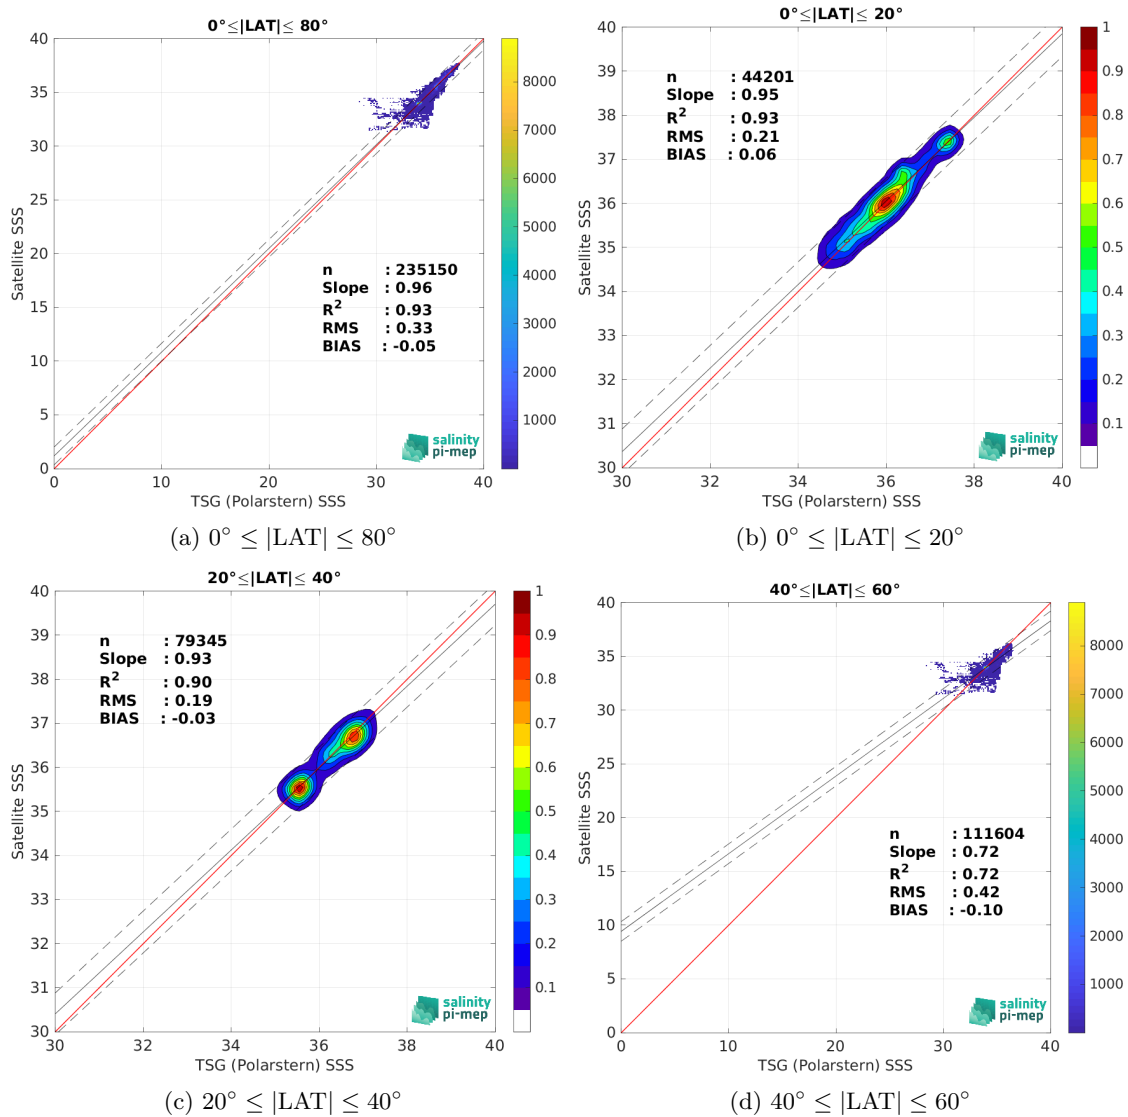 0°≤|LAT|≤ 80°
40
35
30
25
20
15
10
5
0
Satellite SSS
n : 235150
Slope : 0.96
R² : 0.93
RMS : 0.33
BIAS : -0.05
salinity
pi-mep
0 10 20 30 40
TSG (Polarstern) SSS
8000
7000
6000
5000
4000
3000
2000
1000
(a) 0° ≤ |LAT| ≤ 80°
0°≤|LAT|≤ 20°
40
39
38
37
36
35
34
33
32
31
30
Satellite SSS
n : 44201
Slope : 0.95
R² : 0.93
RMS : 0.21
BIAS : 0.06
salinity
pi-mep
30 32 34 36 38 40
TSG (Polarstern) SSS
1
0.9
0.8
0.7
0.6
0.5
0.4
0.3
0.2
0.1
(b) 0° ≤ |LAT| ≤ 20°
20°≤|LAT|≤ 40°
40
39
38
37
36
35
34
33
32
31
30
Satellite SSS
n : 79345
Slope : 0.93
R² : 0.90
RMS : 0.19
BIAS : -0.03
salinity
pi-mep
30 32 34 36 38 40
TSG (Polarstern) SSS
1
0.9
0.8
0.7
0.6
0.5
0.4
0.3
0.2
0.1
(c) 20° ≤ |LAT| ≤ 40°
40°≤|LAT|≤ 60°
40
35
30
25
20
15
10
5
0
Satellite SSS
n : 111604
Slope : 0.72
R² : 0.72
RMS : 0.42
BIAS : -0.10
salinity
pi-mep
0 10 20 30 40
TSG (Polarstern) SSS
8000
7000
6000
5000
4000
3000
2000
1000
(d) 40° ≤ |LAT| ≤ 60°